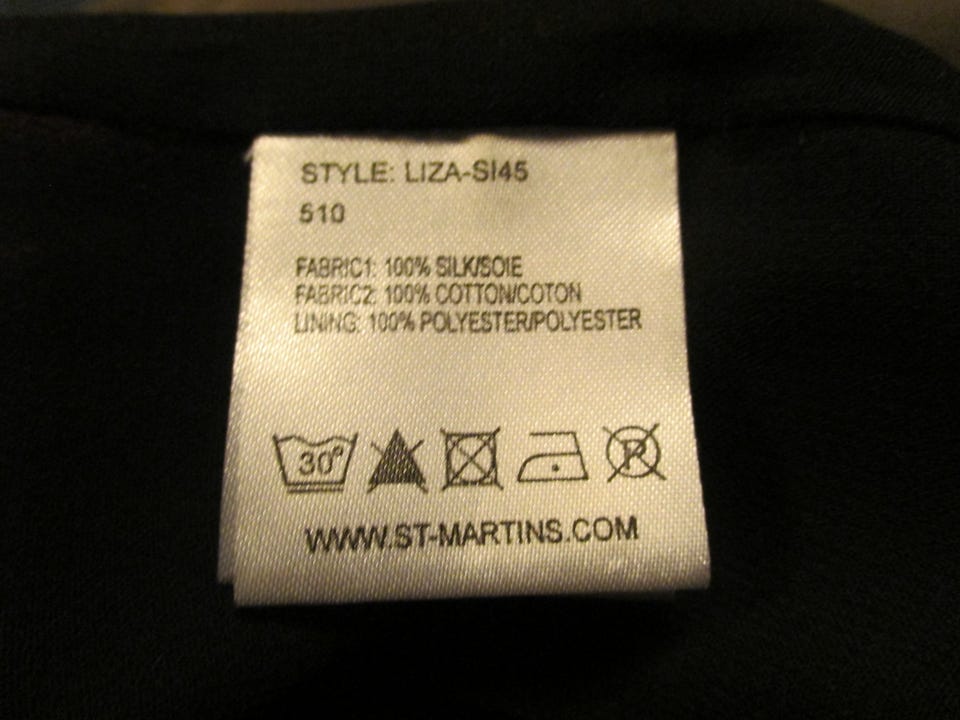 STYLE: LIZA-SI45
510
FABRIC1: 100% SILK/SOIE
FABRIC2: 100% COTTON/COTON
LINING: 100% POLYESTER/POLYESTER
30° P
WWW.ST-MARTINS.COM